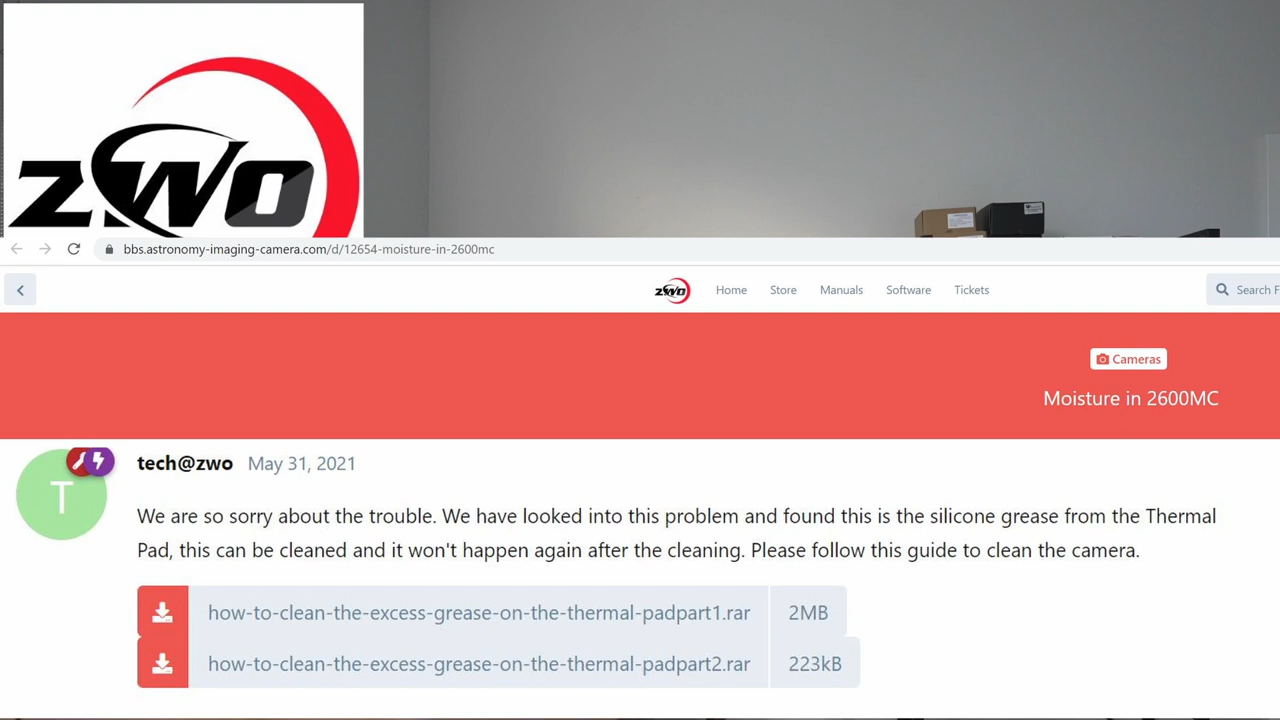 ZWO
bbs.astronomy-imaging-camera.com/d/12654-moisture-in-2600mc
ZWO Home Store Manuals Software Tickets Search F
Cameras
Moisture in 2600MC
T tech@zwo May 31, 2021
We are so sorry about the trouble. We have looked into this problem and found this is the silicone grease from the Thermal
Pad, this can be cleaned and it won't happen again after the cleaning. Please follow this guide to clean the camera.
how-to-clean-the-excess-grease-on-the-thermal-padpart1.rar 2MB
how-to-clean-the-excess-grease-on-the-thermal-padpart2.rar 223kB